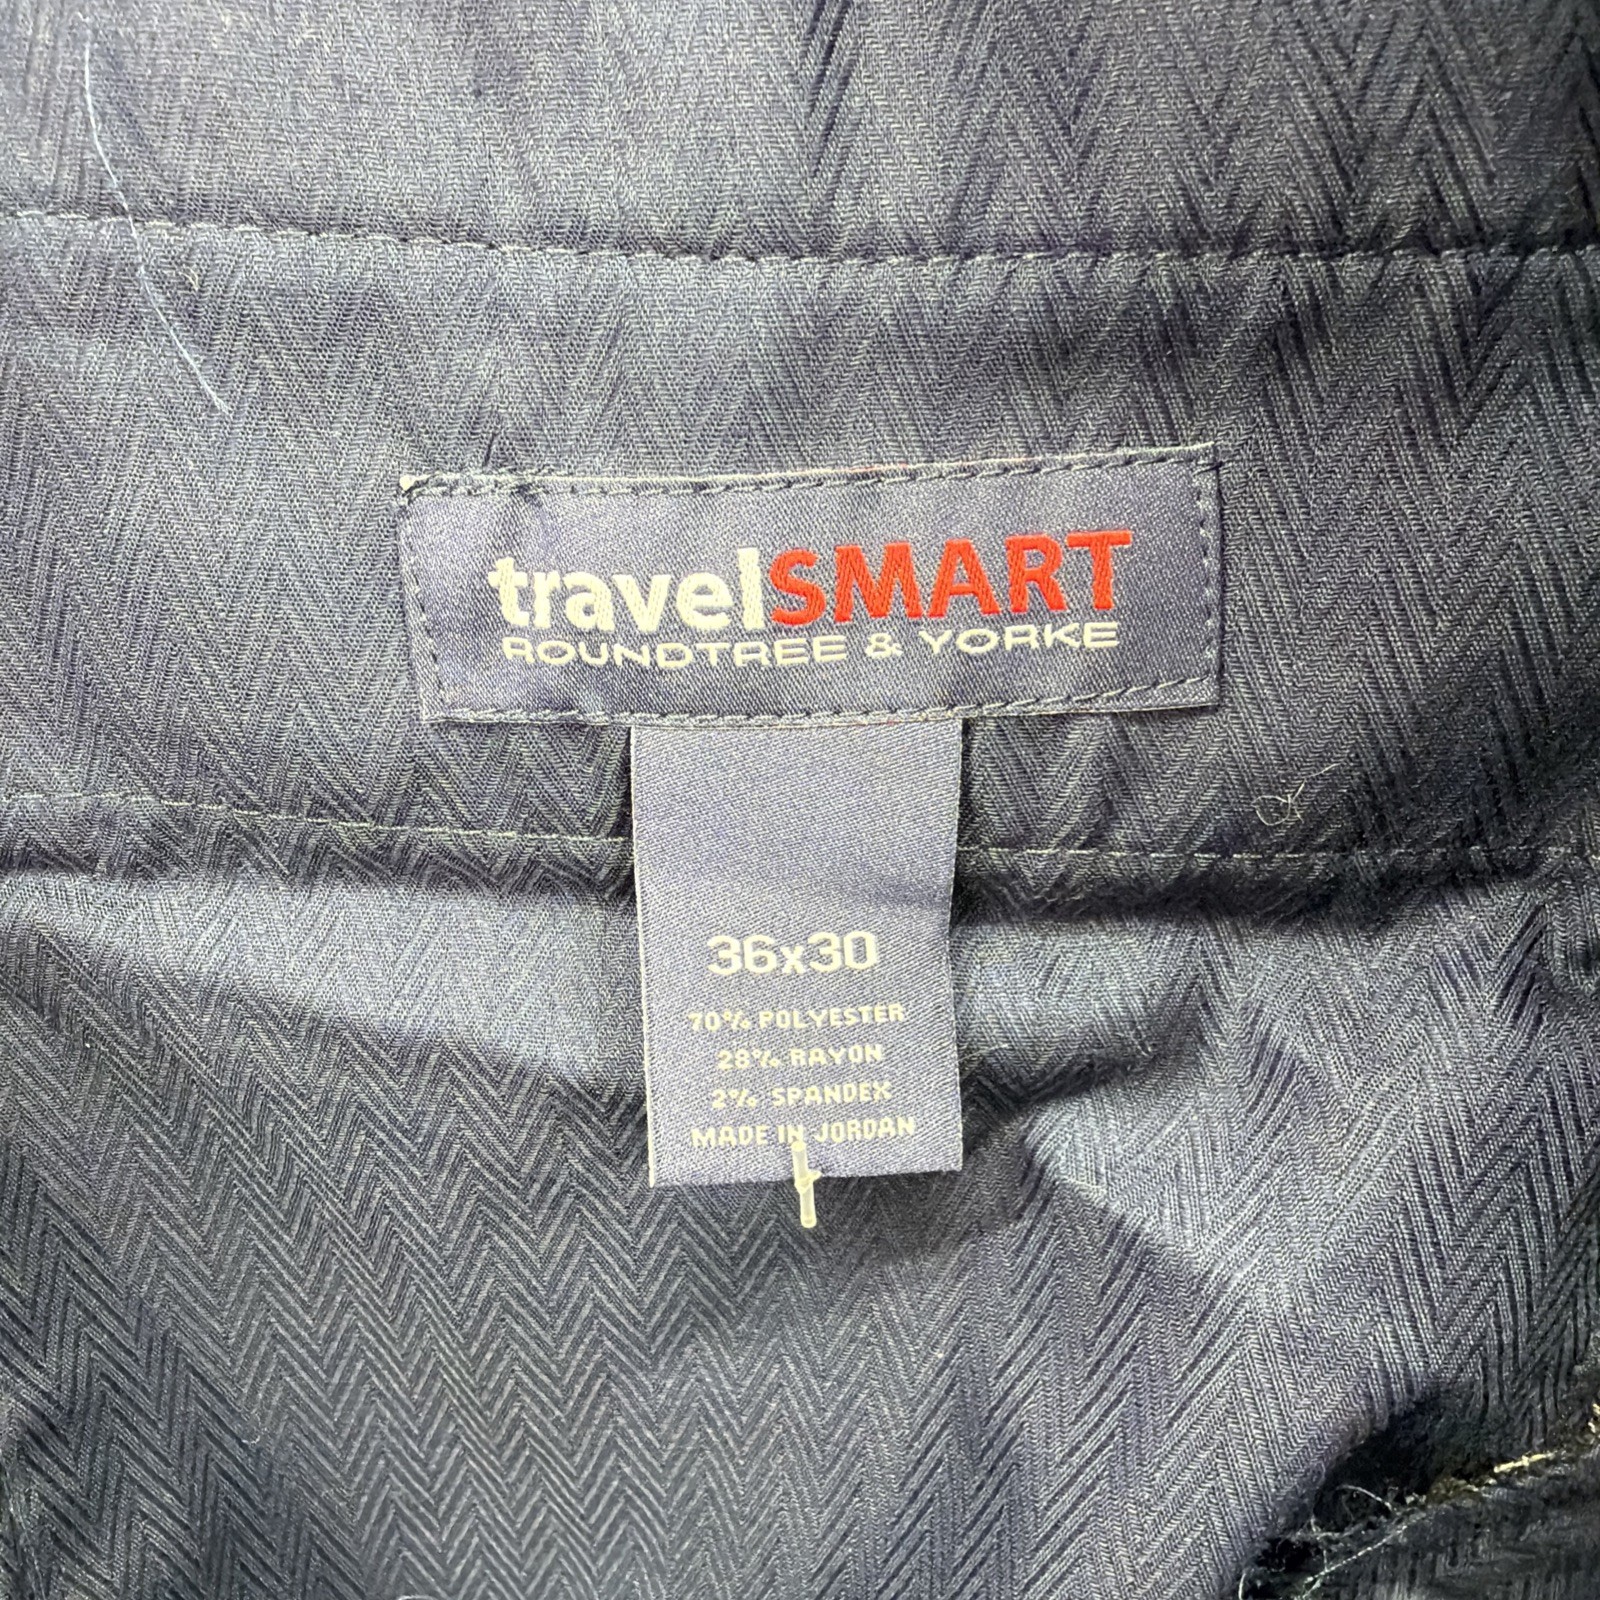 travelSMART
ROUNDTREE & YORKE
36x30
70% POLYESTER
28% RAYON
2% SPANDEX
MADE IN JORDAN